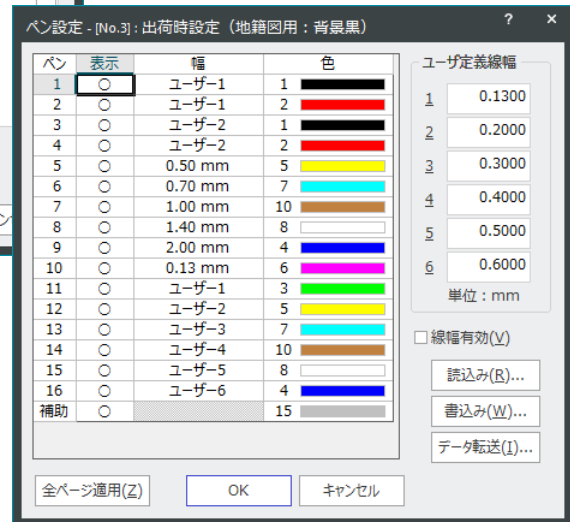 ペン設定 - [No.3] : 出荷時設定（地籍図用：背景黒） ? ×
ペン 表示 幅 色
1 ○ ユーザー1 1
2 ○ ユーザー1 2
3 ○ ユーザー2 1
4 ○ ユーザー2 2
5 ○ 0.50 mm 5
6 ○ 0.70 mm 7
7 ○ 1.00 mm 10
8 ○ 1.40 mm 8
9 ○ 2.00 mm 4
10 ○ 0.13 mm 6
11 ○ ユーザー1 3
12 ○ ユーザー2 5
13 ○ ユーザー3 7
14 ○ ユーザー4 10
15 ○ ユーザー5 8
16 ○ ユーザー6 4
補助 ○ 15
ユーザ定義線幅
1 0.1300
2 0.2000
3 0.3000
4 0.4000
5 0.5000
6 0.6000
単位：mm
線幅有効(V)
読込み(R)...
書込み(W)...
データ転送(I)...
全ページ適用(Z) OK キャンセル